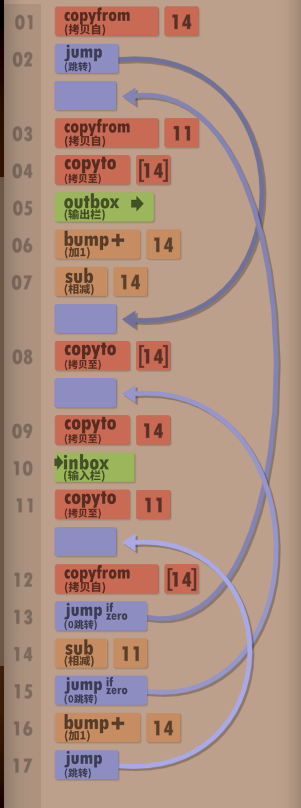 01 copyfrom 14
(拷贝自)
02 jump
(跳转)
03 copyfrom 11
(拷贝自)
04 copyto [14]
(拷贝至)
05 outbox
(输出栏)
06 bump+ 14
(加1)
07 sub 14
(相减)
08 copyto [14]
(拷贝至)
09 copyto 14
(拷贝至)
10 inbox
(输入栏)
11 copyto 11
(拷贝至)
12 copyfrom [14]
(拷贝自)
13 jump if zero
(0跳转)
14 sub 11
(相减)
15 jump if zero
(0跳转)
16 bump+ 14
(加1)
17 jump
(跳转)